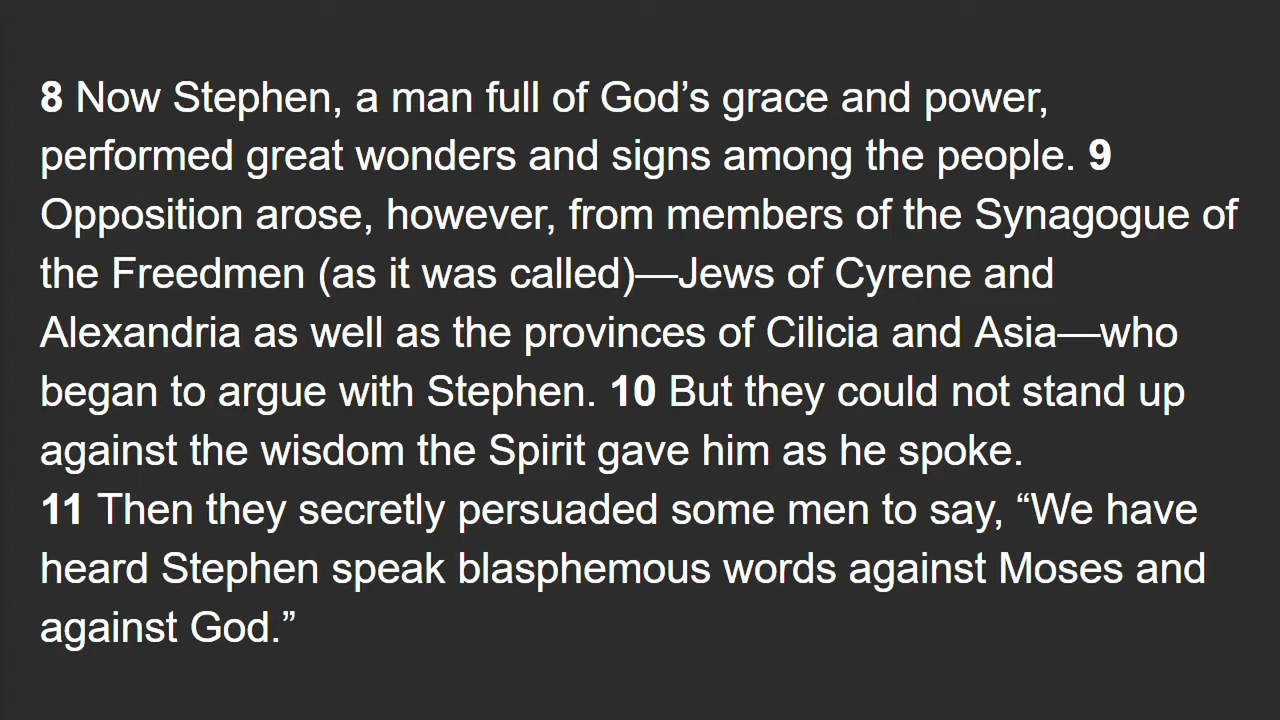 8 Now Stephen, a man full of God’s grace and power,
performed great wonders and signs among the people. 9
Opposition arose, however, from members of the Synagogue of
the Freedmen (as it was called)—Jews of Cyrene and
Alexandria as well as the provinces of Cilicia and Asia—who
began to argue with Stephen. 10 But they could not stand up
against the wisdom the Spirit gave him as he spoke.
11 Then they secretly persuaded some men to say, “We have
heard Stephen speak blasphemous words against Moses and
against God.”